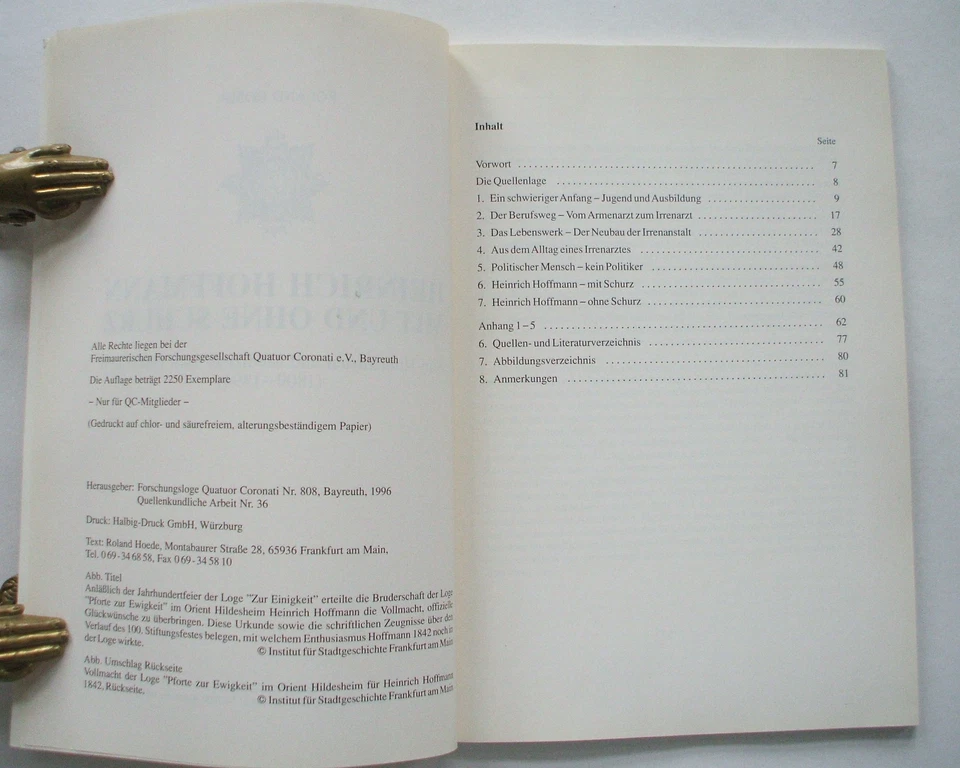 Alle Rechte liegen bei der
Freimaurerischen Forschungsgesellschaft Quatuor Coronati e.V., Bayreuth
Die Auflage beträgt 2250 Exemplare
– Nur für QC-Mitglieder –
(Gedruckt auf chlor- und säurefreiem, alterungsbeständigem Papier)
Herausgeber: Forschungsloge Quatuor Coronati Nr. 808, Bayreuth, 1996
Quellenkundliche Arbeit Nr. 36
Druck: Halbig-Druck GmbH, Würzburg
Text: Roland Hoede, Montabaurer Straße 28, 65936 Frankfurt am Main,
Tel. 0 69 - 34 68 58, Fax 0 69 - 34 58 10
Abb. Titel
Anläßlich der Jahrhundertfeier der Loge "Zur Einigkeit" erteilte die Bruderschaft der Loge
"Pforte zur Ewigkeit" im Orient Hildesheim Heinrich Hoffmann die Vollmacht, offizielle
Glückwünsche zu überbringen. Diese Urkunde sowie die schriftlichen Zeugnisse über den
Verlauf des 100. Stiftungsfestes belegen, mit welchem Enthusiasmus Hoffmann 1842 noch in
der Loge wirkte.
© Institut für Stadtgeschichte Frankfurt am Main
Abb. Umschlag Rückseite
Vollmacht der Loge "Pforte zur Ewigkeit" im Orient Hildesheim für Heinrich Hoffmann
1842, Rückseite.
© Institut für Stadtgeschichte Frankfurt am Main
Inhalt
Seite
Vorwort ........ 7
Die Quellenlage ........ 8
1. Ein schwieriger Anfang – Jugend und Ausbildung ........ 9
2. Der Berufsweg – Vom Armenarzt zum Irrenarzt ........ 17
3. Das Lebenswerk – Der Neubau der Irrenanstalt ........ 28
4. Aus dem Alltag eines Irrenarztes ........ 42
5. Politischer Mensch – kein Politiker ........ 48
6. Heinrich Hoffmann – mit Schurz ........ 55
7. Heinrich Hoffmann – ohne Schurz ........ 60
Anhang 1–5 ........ 62
6. Quellen- und Literaturverzeichnis ........ 77
7. Abbildungsverzeichnis ........ 80
8. Anmerkungen ........ 81